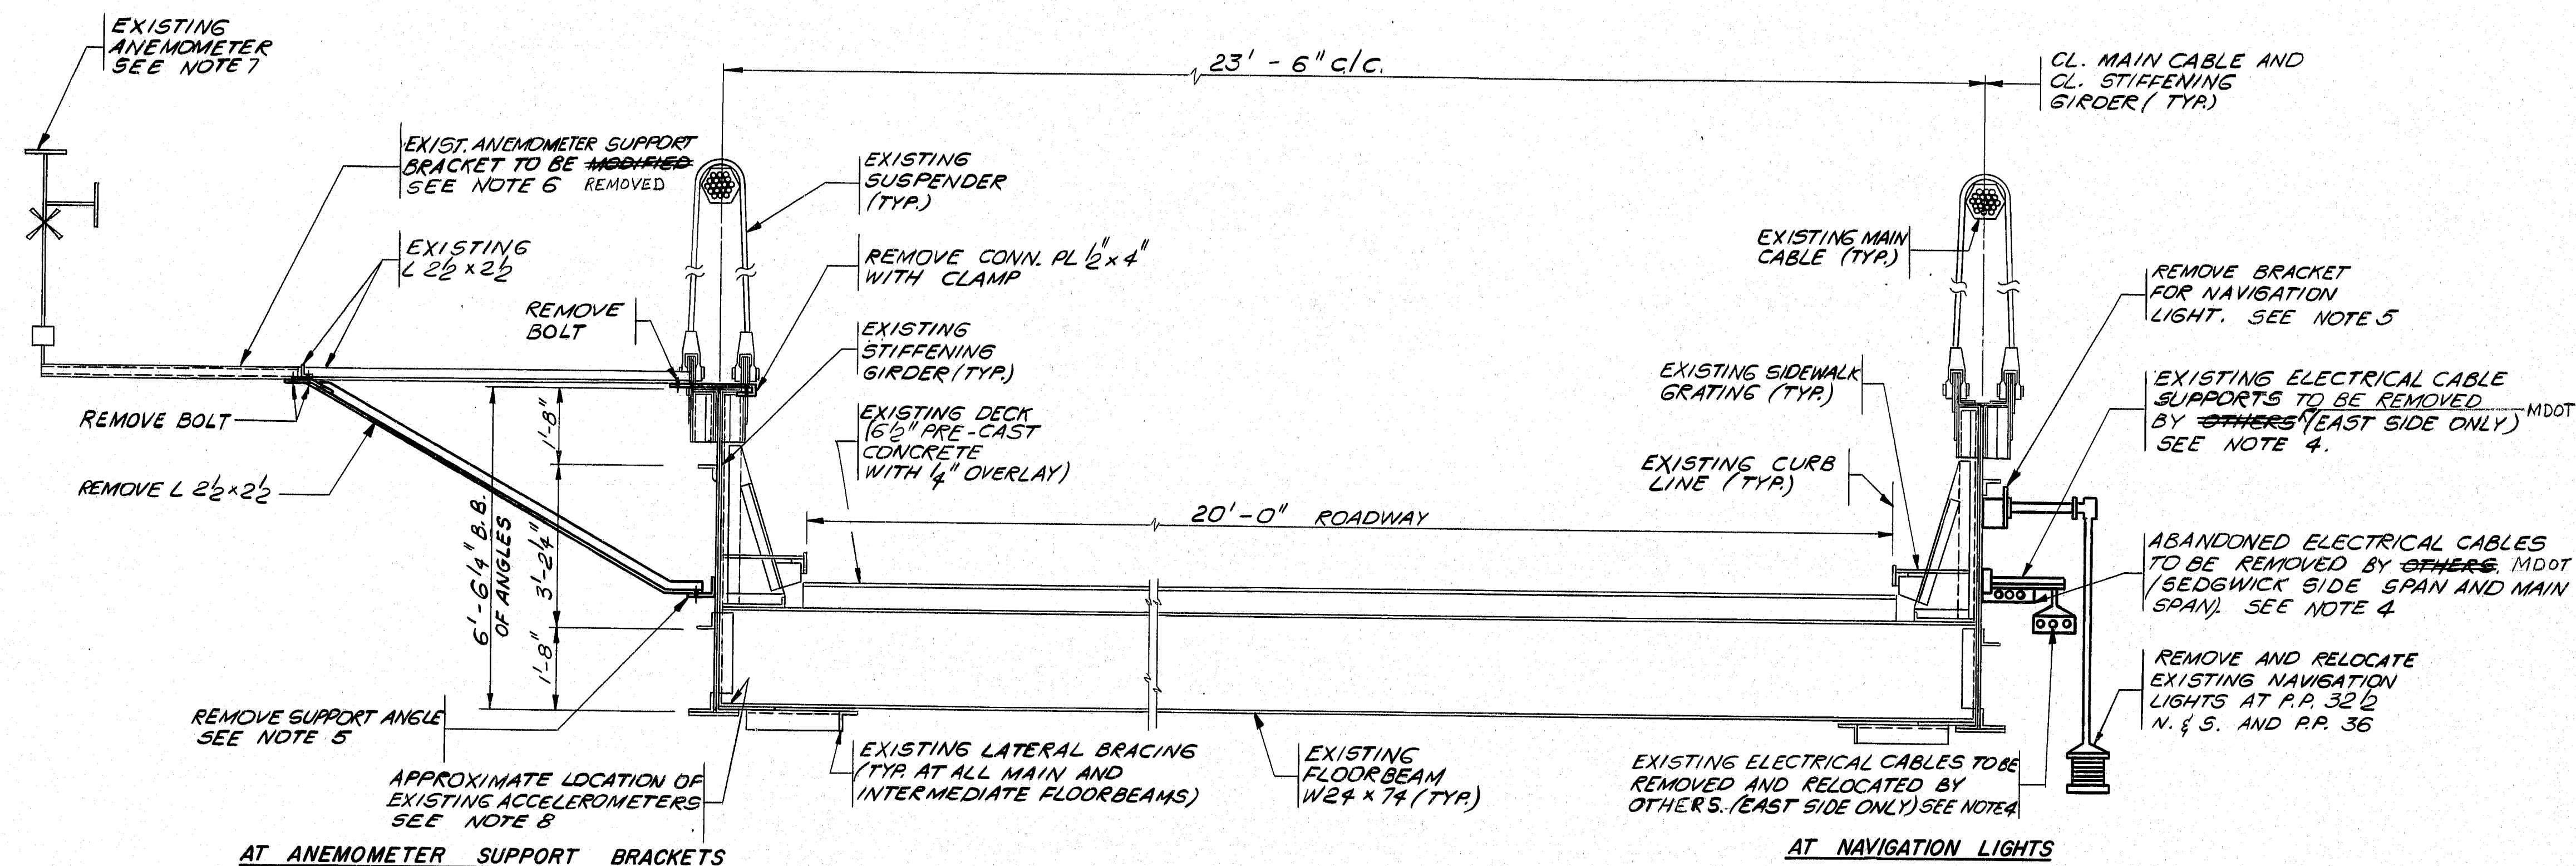 EXISTING
ANEMOMETER
SEE NOTE 7
23' - 6" C/C.
CL. MAIN CABLE AND
CL. STIFFENING
GIRDER (TYP.)
EXIST. ANEMOMETER SUPPORT
BRACKET TO BE MODIFIED
SEE NOTE 6 REMOVED
EXISTING
SUSPENDER
(TYP.)
EXISTING
L 2½ x 2½
REMOVE CONN. PL ½" x 4"
WITH CLAMP
EXISTING MAIN
CABLE (TYP.)
REMOVE BRACKET
FOR NAVIGATION
LIGHT. SEE NOTE 5
REMOVE
BOLT
EXISTING
STIFFENING
GIRDER (TYP.)
EXISTING SIDEWALK
GRATING (TYP.)
EXISTING ELECTRICAL CABLE
SUPPORTS TO BE REMOVED
BY OTHERS (EAST SIDE ONLY) MDOT
SEE NOTE 4.
REMOVE BOLT
1'-8"
EXISTING DECK
(6½" PRE-CAST
CONCRETE
WITH ¼" OVERLAY)
EXISTING CURB
LINE (TYP.)
REMOVE L 2½ x 2½
6'-6¼" B.B.
OF ANGLES
3'-2¼"
1'-8"
20'-0" ROADWAY
ABANDONED ELECTRICAL CABLES
TO BE REMOVED BY OTHERS. MDOT
(SEDGWICK SIDE SPAN AND MAIN
SPAN). SEE NOTE 4
REMOVE SUPPORT ANGLE
SEE NOTE 5
REMOVE AND RELOCATE
EXISTING NAVIGATION
LIGHTS AT P.P. 32½
N. & S. AND P.P. 36
APPROXIMATE LOCATION OF
EXISTING ACCELEROMETERS
SEE NOTE 8
EXISTING LATERAL BRACING
(TYP. AT ALL MAIN AND
INTERMEDIATE FLOORBEAMS)
EXISTING
FLOORBEAM
W24 x 74 (TYP.)
EXISTING ELECTRICAL CABLES TO BE
REMOVED AND RELOCATED BY
OTHERS. (EAST SIDE ONLY) SEE NOTE 4
AT ANEMOMETER SUPPORT BRACKETS
AT NAVIGATION LIGHTS